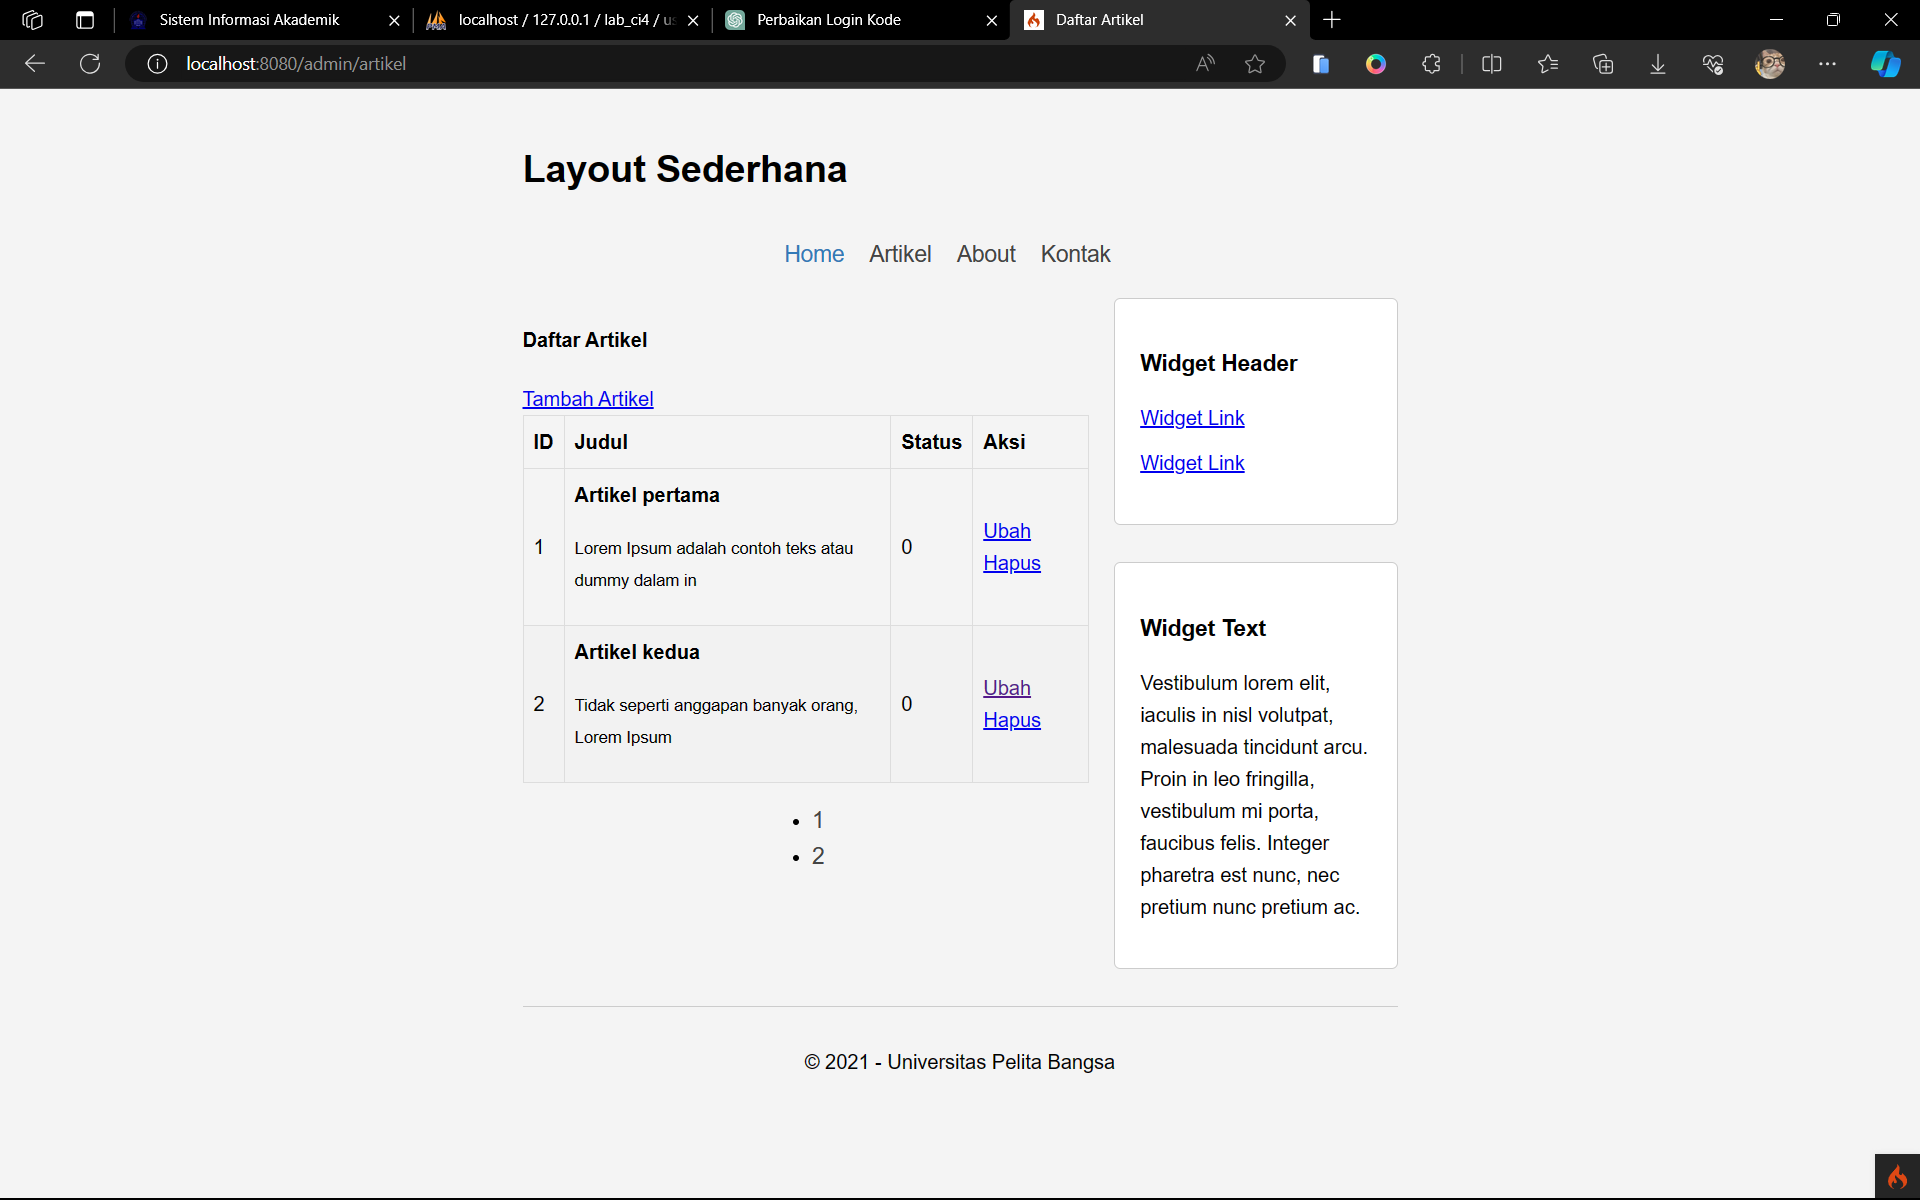 Sistem Informasi Akademik
localhost / 127.0.0.1 / lab_ci4 / us
Perbaikan Login Kode
Daftar Artikel
localhost:8080/admin/artikel
Layout Sederhana
Home Artikel About Kontak
Daftar Artikel
Tambah Artikel
ID Judul Status Aksi
1
Artikel pertama
Lorem Ipsum adalah contoh teks atau
dummy dalam in
0
Ubah
Hapus
2
Artikel kedua
Tidak seperti anggapan banyak orang,
Lorem Ipsum
0
Ubah
Hapus
1
2
Widget Header
Widget Link
Widget Link
Widget Text
Vestibulum lorem elit,
iaculis in nisl volutpat,
malesuada tincidunt arcu.
Proin in leo fringilla,
vestibulum mi porta,
faucibus felis. Integer
pharetra est nunc, nec
pretium nunc pretium ac.
© 2021 - Universitas Pelita Bangsa